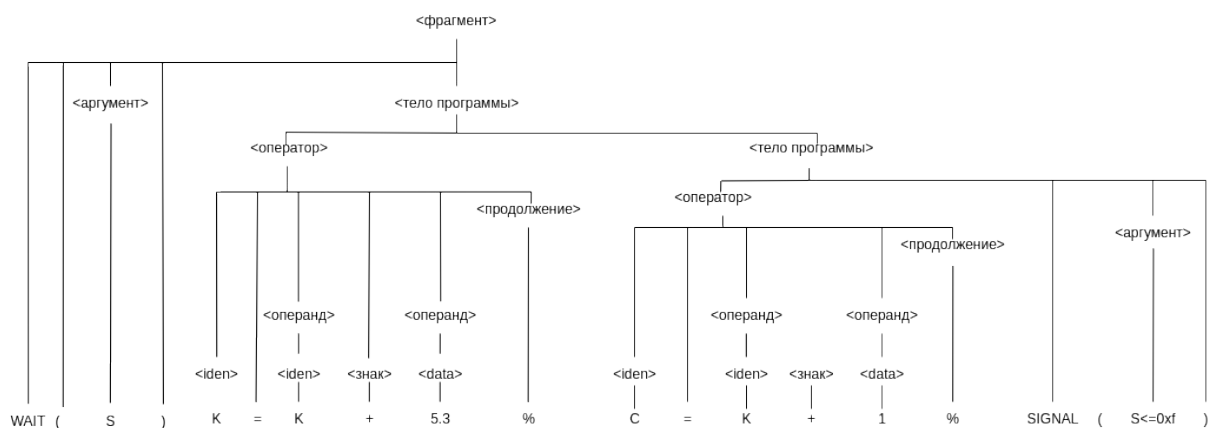 <фрагмент>
<аргумент> <тело программы>
<оператор> <тело программы>
<продолжение> <оператор>
<аргумент>
<продолжение>
<операнд> <операнд> <операнд> <операнд>
<iden> <iden> <знак> <data> <iden> <iden> <знак> <data>
WAIT ( S ) K = K + 5.3 % C = K + 1 % SIGNAL ( S<=0xf )